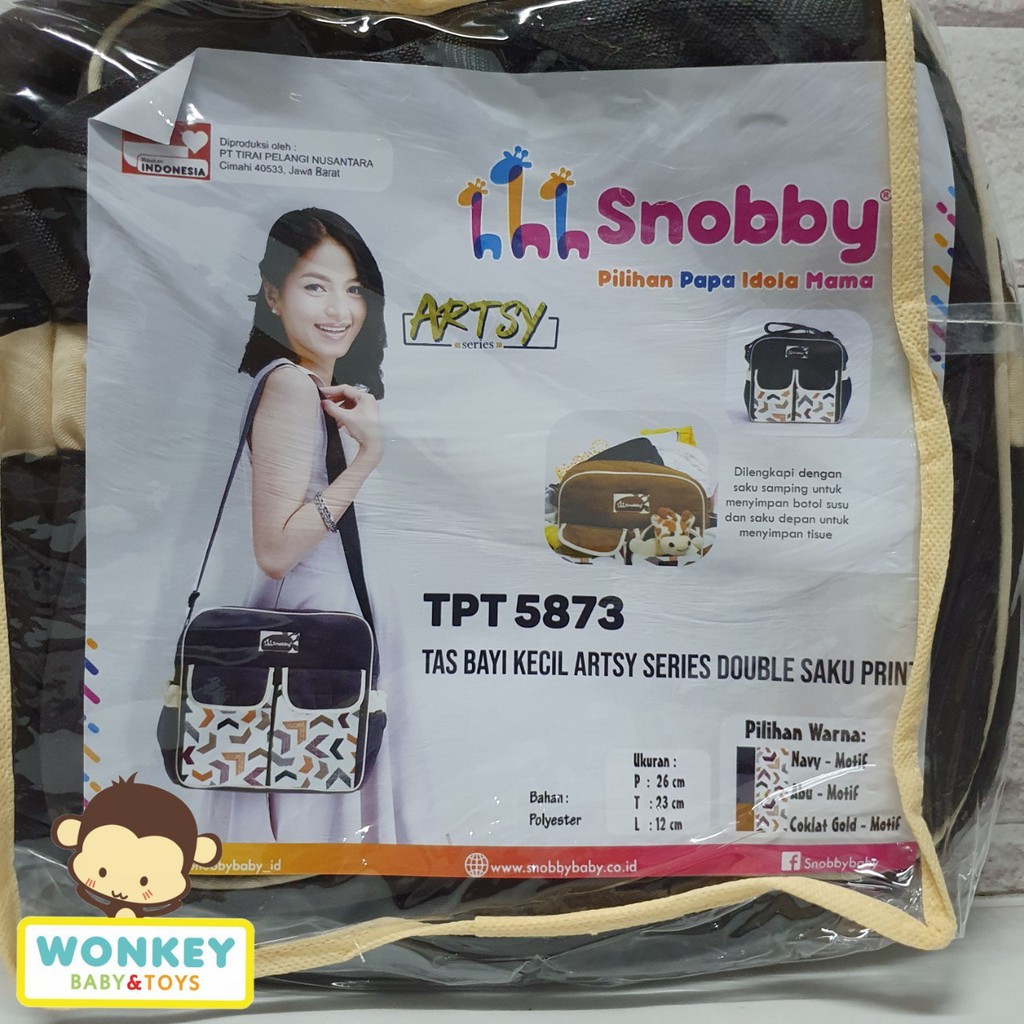 Diproduksi oleh :
PT TIRAI PELANGI NUSANTARA
Cimahi 40533, Jawa Barat
INDONESIA
Snobby®
Pilihan Papa Idola Mama
ARTSY
series
Dilengkapi dengan
saku samping untuk
menyimpan botol susu
dan saku depan untuk
menyimpan tisue
TPT 5873
TAS BAYI KECIL ARTSY SERIES DOUBLE SAKU PRIN
Snobby
Bahan :
Polyester
Ukuran :
P : 26 cm
T : 23 cm
L : 12 cm
Pilihan Warna:
Navy - Motif
Abu - Motif
Coklat Gold - Motif
snobbybaby_id
www.snobbybaby.co.id
Snobbybaby
WONKEY
BABY&TOYS